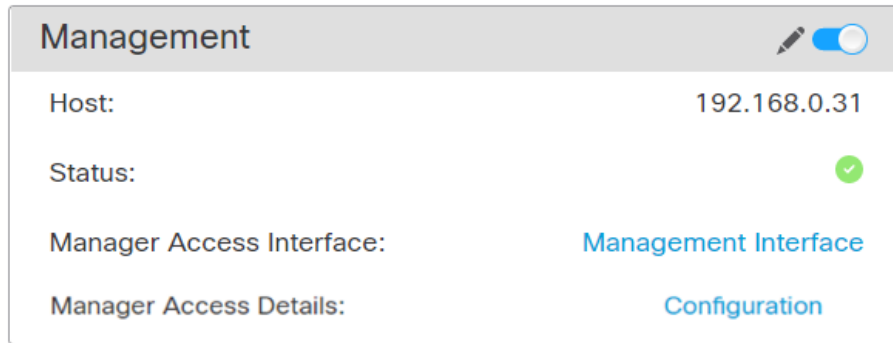 Management
Host: 192.168.0.31
Status:
Manager Access Interface: Management Interface
Manager Access Details: Configuration